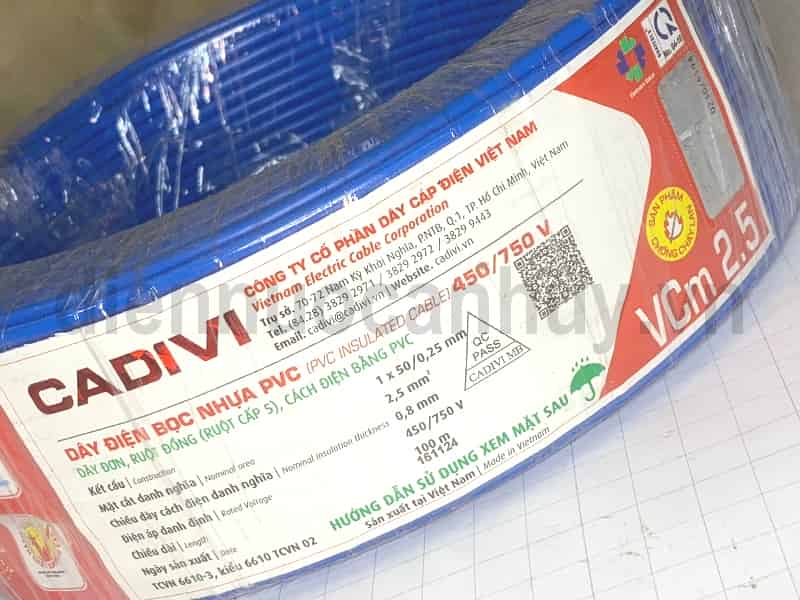 CADIVI
CÔNG TY CỔ PHẦN DÂY CÁP ĐIỆN VIỆT NAM
Vietnam Electric Cable Corporation
Trụ sở. 70-72 Nam Kỳ Khởi Nghĩa, P.NTB, Q.1, TP. Hồ Chí Minh, Việt Nam
Tel. (84.28) 3829 2971 / 3829 2972 / 3829 9443
Email. cadivi@cadivi.vn | Website. cadivi.vn
DÂY ĐIỆN BỌC NHỰA PVC (PVC INSULATED CABLE) 450/750 V
DÂY ĐƠN, RUỘT ĐỒNG (RUỘT CẤP 5), CÁCH ĐIỆN BẰNG PVC
Kết cấu | Construction 1 x 50/0,25 mm
Mặt cắt danh nghĩa | Nominal area 2,5 mm²
Chiều dày cách điện danh nghĩa | Nominal insulation thickness 0,8 mm
Điện áp danh định | Rated Voltage 450/750 V
Chiều dài | Length 100 m
Ngày sản xuất | Date 161124
TCVN 6610-3, kiểu 6610 TCVN 02
QC
PASS
CADIVI MB
HƯỚNG DẪN SỬ DỤNG XEM MẶT SAU
Sản xuất tại Việt Nam | Made in Vietnam
SẢN PHẨM
CHỐNG CHÁY LAN
VCm 2.5